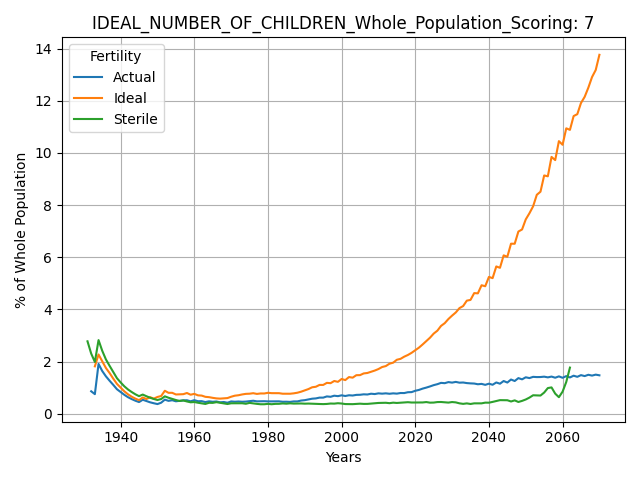 IDEAL_NUMBER_OF_CHILDREN_Whole_Population_Scoring: 7
14
12
10
8
6
4
2
0
% of Whole Population
Fertility
Actual
Ideal
Sterile
1940
1960
1980
2000
2020
2040
2060
Years